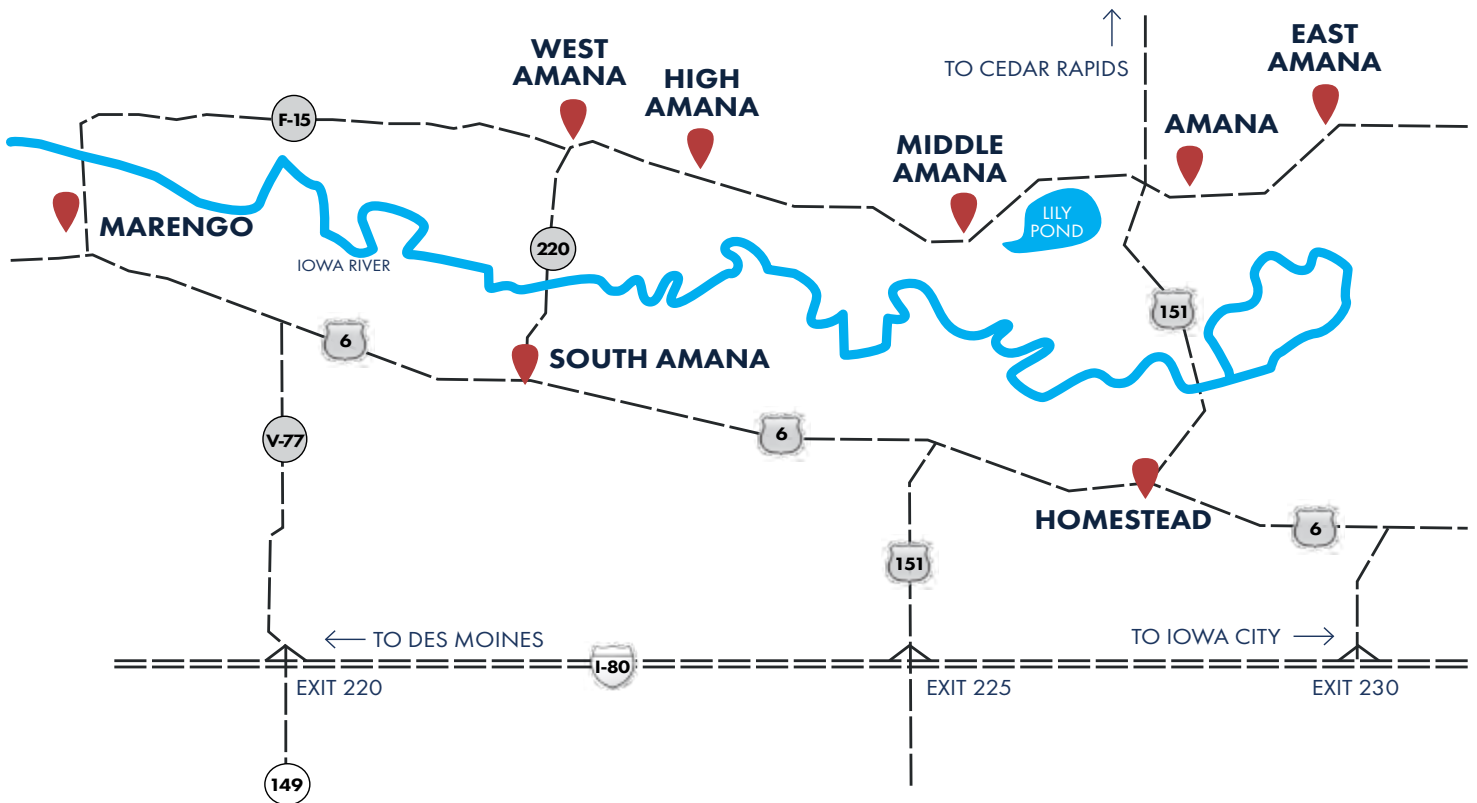 WEST
AMANA
HIGH
AMANA
TO CEDAR RAPIDS
EAST
AMANA
F-15
MIDDLE
AMANA
AMANA
MARENGO
IOWA RIVER
220
LILY
POND
151
6
SOUTH AMANA
V-77
6
HOMESTEAD
6
151
TO DES MOINES
I-80
TO IOWA CITY
EXIT 220
EXIT 225
EXIT 230
149